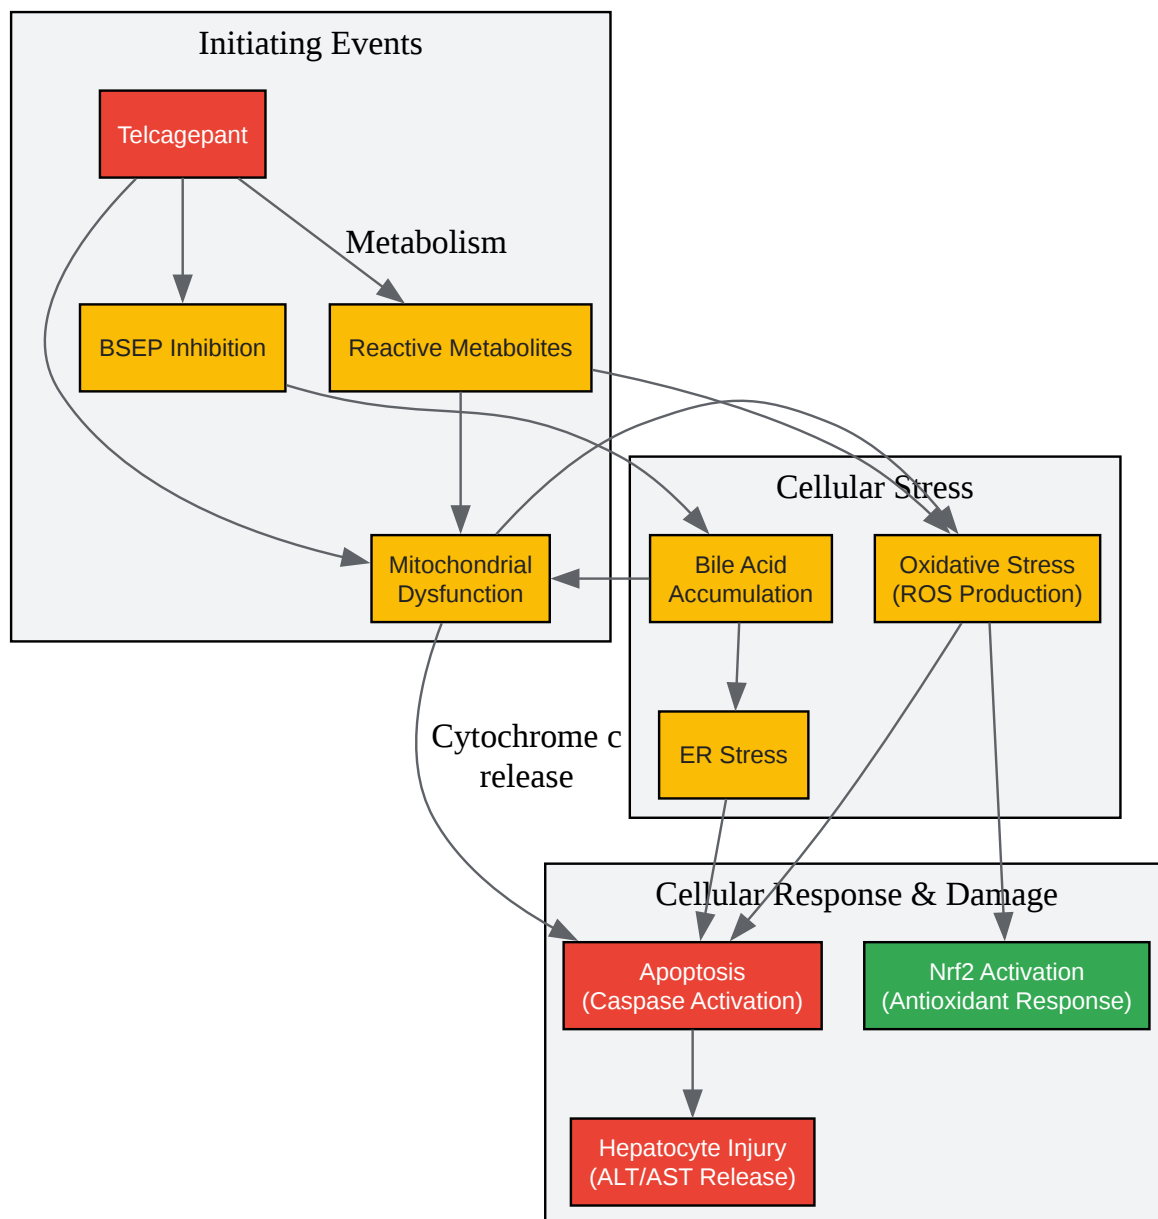 Initiating Events
Telcagepant
Metabolism
BSEP Inhibition
Reactive Metabolites
Cellular Stress
Mitochondrial
Dysfunction
Bile Acid
Accumulation
Oxidative Stress
(ROS Production)
Cytochrome c
release
ER Stress
Cellular Response & Damage
Apoptosis
(Caspase Activation)
Nrf2 Activation
(Antioxidant Response)
Hepatocyte Injury
(ALT/AST Release)